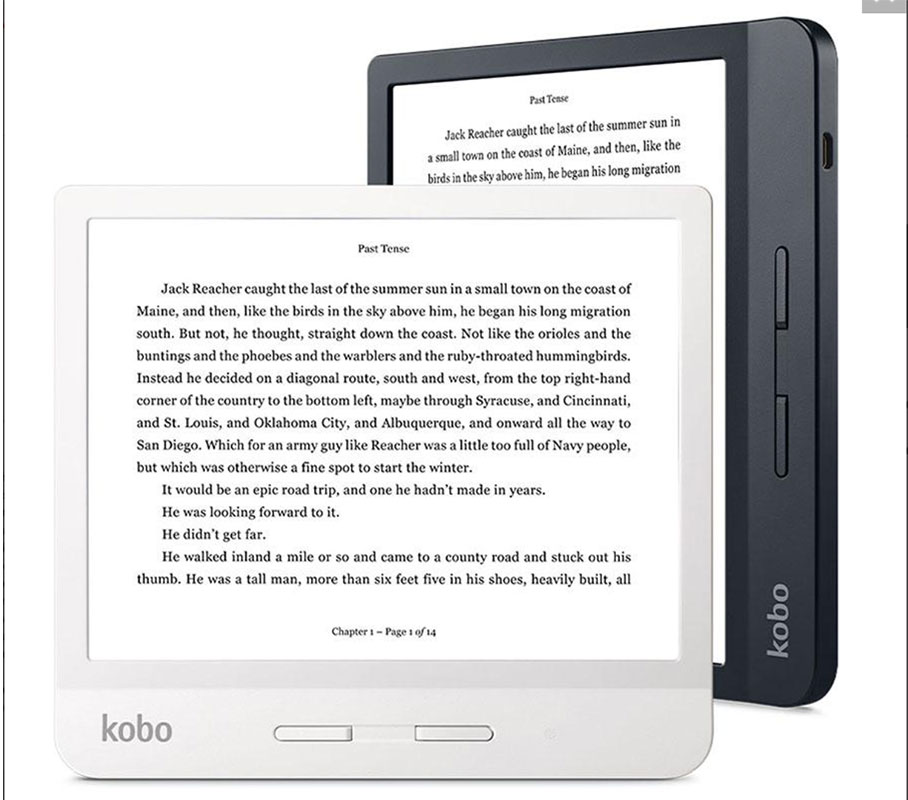 Past Tense
Jack Reacher caught the last of the summer sun in
a small town on the coast of Maine, and then, like the
birds in the sky above him, he began his long migration
Past Tense
Jack Reacher caught the last of the summer sun in a small town on the coast of
Maine, and then, like the birds in the sky above him, he began his long migration
south. But not, he thought, straight down the coast. Not like the orioles and the
buntings and the phoebes and the warblers and the ruby-throated hummingbirds.
Instead he decided on a diagonal route, south and west, from the top right-hand
corner of the country to the bottom left, maybe through Syracuse, and Cincinnati,
and St. Louis, and Oklahoma City, and Albuquerque, and onward all the way to
San Diego. Which for an army guy like Reacher was a little too full of Navy people,
but which was otherwise a fine spot to start the winter.
It would be an epic road trip, and one he hadn't made in years.
He was looking forward to it.
He didn't get far.
He walked inland a mile or so and came to a county road and stuck out his
thumb. He was a tall man, more than six feet five in his shoes, heavily built, all
Chapter 1 – Page 1 of 14
kobo
kobo